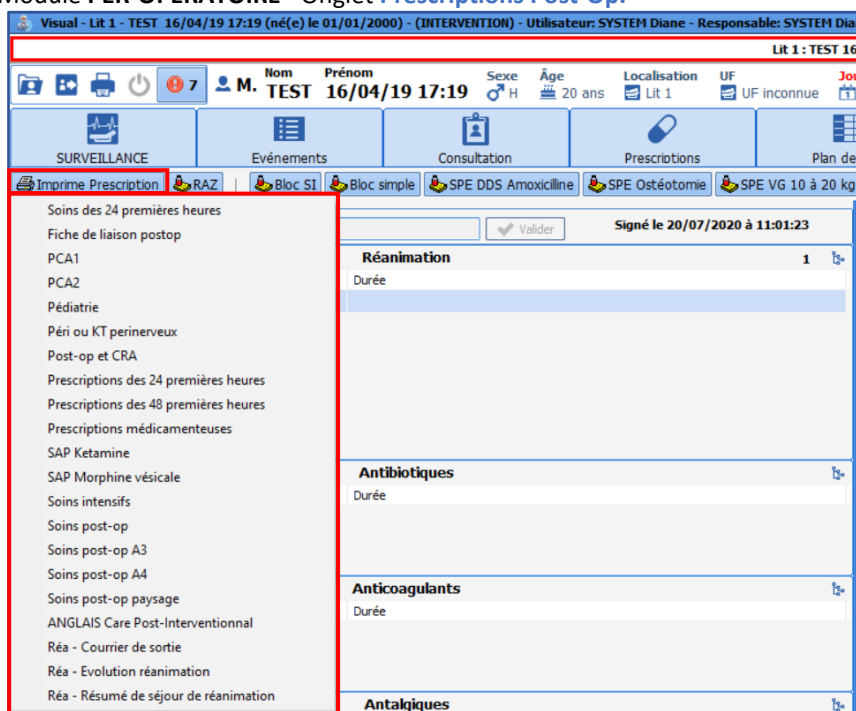 Module PER-OPERATOIRE - Onglet Prescriptions Post-Op.
Visual - Lit 1 - TEST 16/04/19 17:19 (né(e) le 01/01/2000) - (INTERVENTION) - Utilisateur: SYSTEM Diane - Responsable: SYSTEM Dia
Lit 1 : TEST 16
7 M. Nom TEST Prénom 16/04/19 17:19 Sexe H Âge 20 ans Localisation Lit 1 UF UF inconnue Jou
SURVEILLANCE Evénements Consultation Prescriptions Plan de
Imprime Prescription RAZ | Bloc SI Bloc simple SPE DDS Amoxicilline SPE Ostéotomie SPE VG 10 à 20 kg
Valider Signé le 20/07/2020 à 11:01:23
Soins des 24 premières heures
Fiche de liaison postop
PCA1
PCA2
Pédiatrie
Péri ou KT perinerveux
Post-op et CRA
Prescriptions des 24 premières heures
Prescriptions des 48 premières heures
Prescriptions médicamenteuses
SAP Ketamine
SAP Morphine vésicale
Soins intensifs
Soins post-op
Soins post-op A3
Soins post-op A4
Soins post-op paysage
ANGLAIS Care Post-Interventionnal
Réa - Courrier de sortie
Réa - Evolution réanimation
Réa - Résumé de séjour de réanimation
Réanimation 1
Durée
Antibiotiques
Durée
Anticoagulants
Durée
Antalgiques